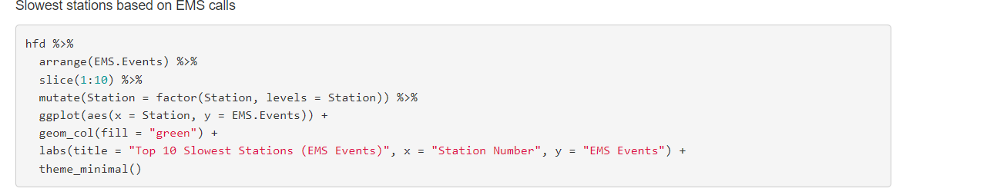 Slowest stations based on EMS calls
hfd %>%
  arrange(EMS.Events) %>%
  slice(1:10) %>%
  mutate(Station = factor(Station, levels = Station)) %>%
  ggplot(aes(x = Station, y = EMS.Events)) +
  geom_col(fill = "green") +
  labs(title = "Top 10 Slowest Stations (EMS Events)", x = "Station Number", y = "EMS Events") +
  theme_minimal()